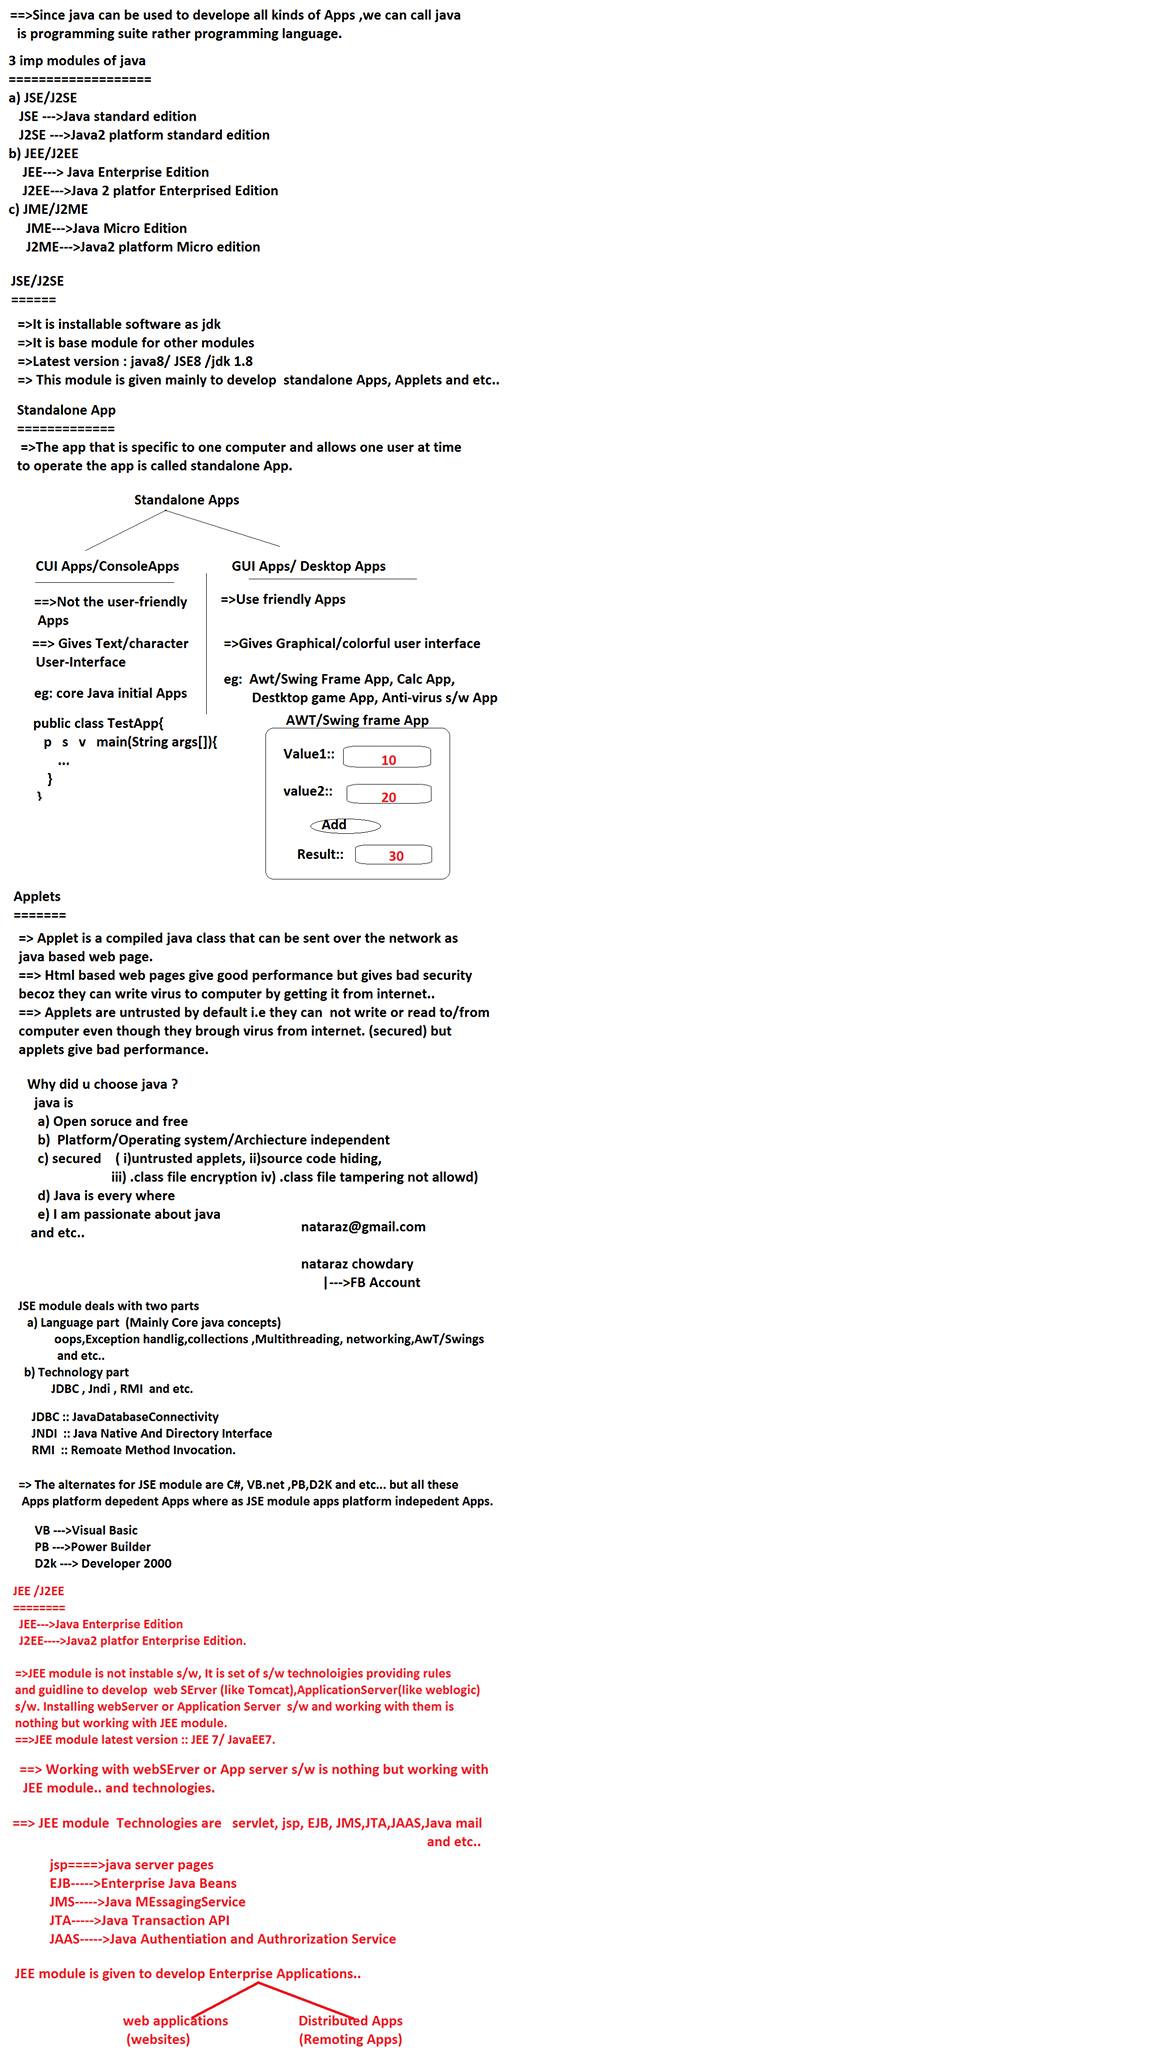 ==>Since java can be used to develope all kinds of Apps ,we can call java
is programming suite rather programming language.
3 imp modules of java
===================
a) JSE/J2SE
JSE --->Java standard edition
J2SE --->Java2 platform standard edition
b) JEE/J2EE
JEE---> Java Enterprise Edition
J2EE--->Java 2 platfor Enterprised Edition
c) JME/J2ME
JME--->Java Micro Edition
J2ME--->Java2 platform Micro edition
JSE/J2SE
======
=>It is installable software as jdk
=>It is base module for other modules
=>Latest version : java8/ JSE8 /jdk 1.8
=> This module is given mainly to develop standalone Apps, Applets and etc..
Standalone App
=============
=>The app that is specific to one computer and allows one user at time
to operate the app is called standalone App.
Standalone Apps
CUI Apps/ConsoleApps
==>Not the user-friendly
Apps
==> Gives Text/character
User-Interface
eg: core Java initial Apps
public class TestApp{
p s v main(String args[]){
...
}
}
GUI Apps/ Desktop Apps
=>Use friendly Apps
=>Gives Graphical/colorful user interface
eg: Awt/Swing Frame App, Calc App,
Destktop game App, Anti-virus s/w App
AWT/Swing frame App
Value1:: 10
value2:: 20
Add
Result:: 30
Applets
=======
=> Applet is a compiled java class that can be sent over the network as
java based web page.
==> Html based web pages give good performance but gives bad security
becoz they can write virus to computer by getting it from internet..
==> Applets are untrusted by default i.e they can not write or read to/from
computer even though they brough virus from internet. (secured) but
applets give bad performance.
Why did u choose java ?
java is
a) Open soruce and free
b) Platform/Operating system/Archiecture independent
c) secured ( i)untrusted applets, ii)source code hiding,
iii) .class file encryption iv) .class file tampering not allowd)
d) Java is every where
e) I am passionate about java
and etc..
nataraz@gmail.com
nataraz chowdary
|--->FB Account
JSE module deals with two parts
a) Language part (Mainly Core java concepts)
oops,Exception handlig,collections ,Multithreading, networking,AwT/Swings
and etc..
b) Technology part
JDBC , Jndi , RMI and etc.
JDBC :: JavaDatabaseConnectivity
JNDI :: Java Native And Directory Interface
RMI :: Remoate Method Invocation.
=> The alternates for JSE module are C#, VB.net ,PB,D2K and etc... but all these
Apps platform depedent Apps where as JSE module apps platform indepedent Apps.
VB --->Visual Basic
PB --->Power Builder
D2k ---> Developer 2000
JEE /J2EE
========
JEE--->Java Enterprise Edition
J2EE---->Java2 platfor Enterprise Edition.
=>JEE module is not instable s/w, It is set of s/w technoloigies providing rules
and guidline to develop web SErver (like Tomcat),ApplicationServer(like weblogic)
s/w. Installing webServer or Application Server s/w and working with them is
nothing but working with JEE module.
==>JEE module latest version :: JEE 7/ JavaEE7.
==> Working with webSErver or App server s/w is nothing but working with
JEE module.. and technologies.
==> JEE module Technologies are servlet, jsp, EJB, JMS,JTA,JAAS,Java mail
and etc..
jsp====>java server pages
EJB----->Enterprise Java Beans
JMS----->Java MEssagingService
JTA----->Java Transaction API
JAAS----->Java Authentiation and Authrorization Service
JEE module is given to develop Enterprise Applications..
web applications
(websites)
Distributed Apps
(Remoting Apps)